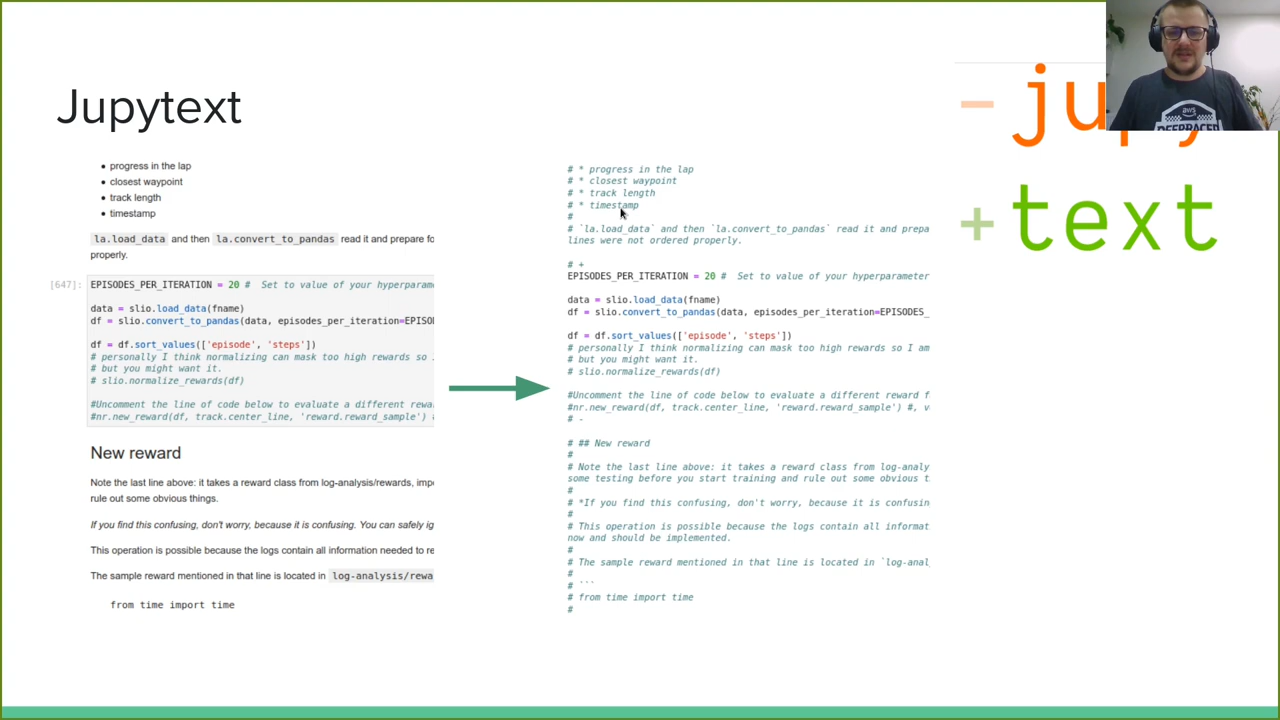 Jupytext
progress in the lap
closest waypoint
track length
timestamp
la.load_data and then la.convert_to_pandas read it and prepare fo
properly.
[647]: EPISODES_PER_ITERATION = 20 # Set to value of your hyperparame
data = slio.load_data(fname)
df = slio.convert_to_pandas(data, episodes_per_iteration=EPISO
df = df.sort_values(['episode', 'steps'])
# personally I think normalizing can mask too high rewards so
# but you might want it.
# slio.normalize_rewards(df)
#Uncomment the line of code below to evaluate a different rewa
#nr.new_reward(df, track.center_line, 'reward.reward_sample')
New reward
Note the last line above: it takes a reward class from log-analysis/rewards, imp
rule out some obvious things.
If you find this confusing, don't worry, because it is confusing. You can safely ig
This operation is possible because the logs contain all information needed to re
The sample reward mentioned in that line is located in log-analysis/rewa
from time import time
# * progress in the lap
# * closest waypoint
# * track length
# * timestamp
#
# `la.load_data` and then `la.convert_to_pandas` read it and prepa
lines were not ordered properly.
# +
EPISODES_PER_ITERATION = 20 # Set to value of your hyperparameter
data = slio.load_data(fname)
df = slio.convert_to_pandas(data, episodes_per_iteration=EPISODES_
df = df.sort_values(['episode', 'steps'])
# personally I think normalizing can mask too high rewards so I am
# but you might want it.
# slio.normalize_rewards(df)
#Uncomment the line of code below to evaluate a different reward f
#nr.new_reward(df, track.center_line, 'reward.reward_sample') #, v
# -
# ## New reward
#
# Note the last line above: it takes a reward class from log-analy
some testing before you start training and rule out some obvious t
#
# *If you find this confusing, don't worry, because it is confusin
#
# This operation is possible because the logs contain all informat
now and should be implemented.
#
# The sample reward mentioned in that line is located in `log-anal
#
# ```
# from time import time
#
- jupy
+ text
aws
DEEPRACER